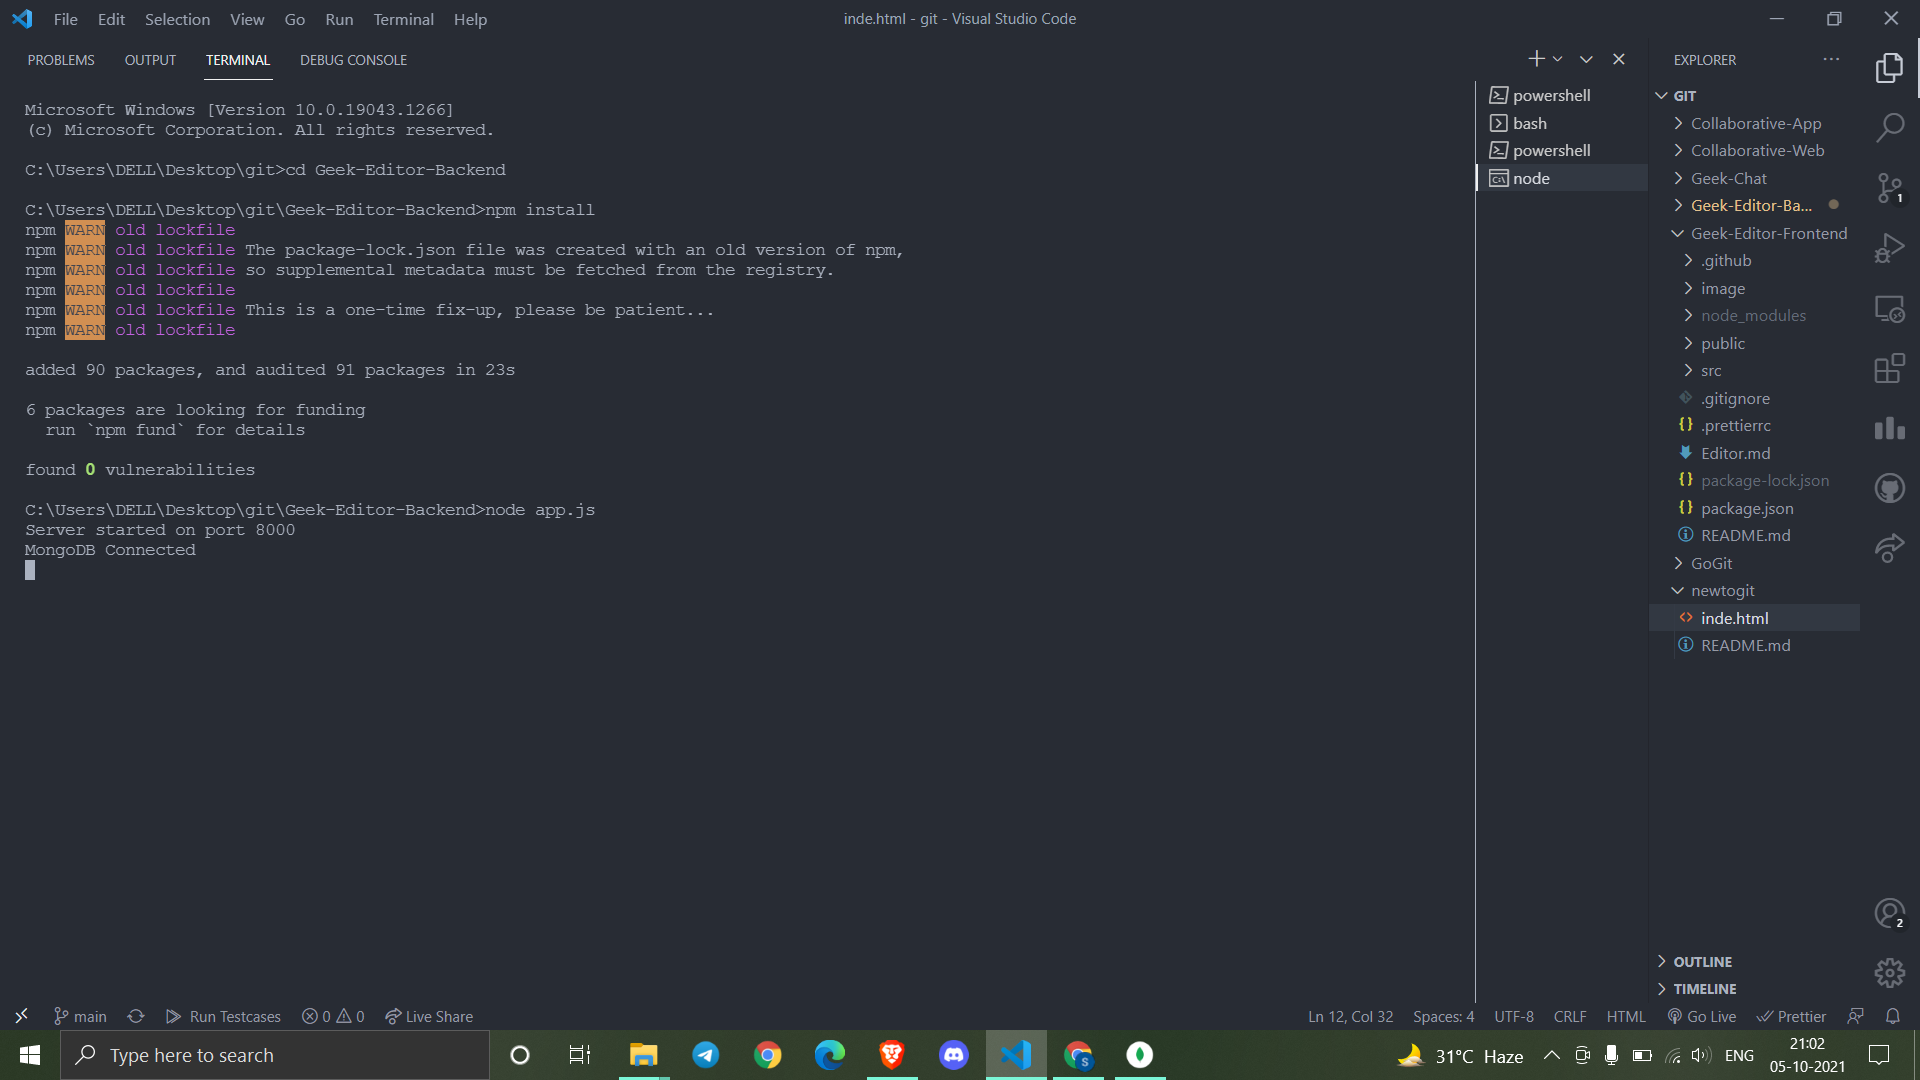 File Edit Selection View Go Run Terminal Help
inde.html - git - Visual Studio Code
PROBLEMS OUTPUT TERMINAL DEBUG CONSOLE
Microsoft Windows [Version 10.0.19043.1266]
(c) Microsoft Corporation. All rights reserved.
C:\Users\DELL\Desktop\git>cd Geek-Editor-Backend
C:\Users\DELL\Desktop\git\Geek-Editor-Backend>npm install
npm WARN old lockfile
npm WARN old lockfile The package-lock.json file was created with an old version of npm,
npm WARN old lockfile so supplemental metadata must be fetched from the registry.
npm WARN old lockfile
npm WARN old lockfile This is a one-time fix-up, please be patient...
npm WARN old lockfile
added 90 packages, and audited 91 packages in 23s
6 packages are looking for funding
run `npm fund` for details
found 0 vulnerabilities
C:\Users\DELL\Desktop\git\Geek-Editor-Backend>node app.js
Server started on port 8000
MongoDB Connected
powershell
bash
powershell
node
EXPLORER
GIT
Collaborative-App
Collaborative-Web
Geek-Chat
Geek-Editor-Ba...
Geek-Editor-Frontend
.github
image
node_modules
public
src
.gitignore
.prettierrc
Editor.md
package-lock.json
package.json
README.md
GoGit
newtogit
inde.html
README.md
OUTLINE
TIMELINE
1
2
main Run Testcases 0 0 Live Share
Ln 12, Col 32 Spaces: 4 UTF-8 CRLF HTML Go Live Prettier
Type here to search
31°C Haze
ENG
21:02
05-10-2021